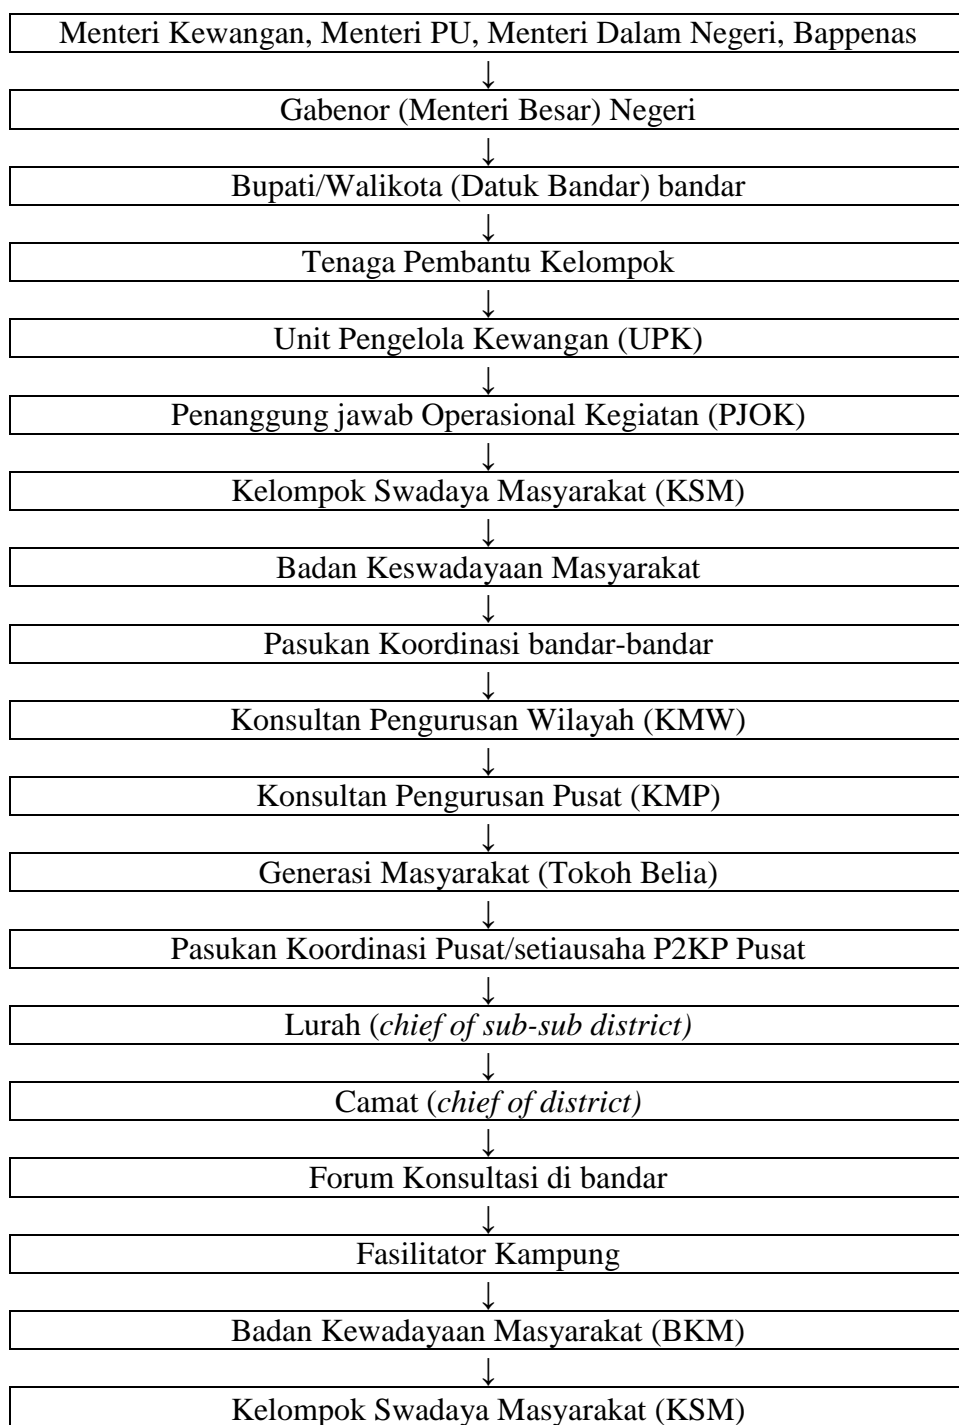 Menteri Kewangan, Menteri PU, Menteri Dalam Negeri, Bappenas
↓
Gabenor (Menteri Besar) Negeri
↓
Bupati/Walikota (Datuk Bandar) bandar
↓
Tenaga Pembantu Kelompok
↓
Unit Pengelola Kewangan (UPK)
↓
Penanggung jawab Operasional Kegiatan (PJOK)
↓
Kelompok Swadaya Masyarakat (KSM)
↓
Badan Keswadayaan Masyarakat
↓
Pasukan Koordinasi bandar-bandar
↓
Konsultan Pengurusan Wilayah (KMW)
↓
Konsultan Pengurusan Pusat (KMP)
↓
Generasi Masyarakat (Tokoh Belia)
↓
Pasukan Koordinasi Pusat/setiausaha P2KP Pusat
↓
Lurah (chief of sub-sub district)
↓
Camat (chief of district)
↓
Forum Konsultasi di bandar
↓
Fasilitator Kampung
↓
Badan Kewadayaan Masyarakat (BKM)
↓
Kelompok Swadaya Masyarakat (KSM)